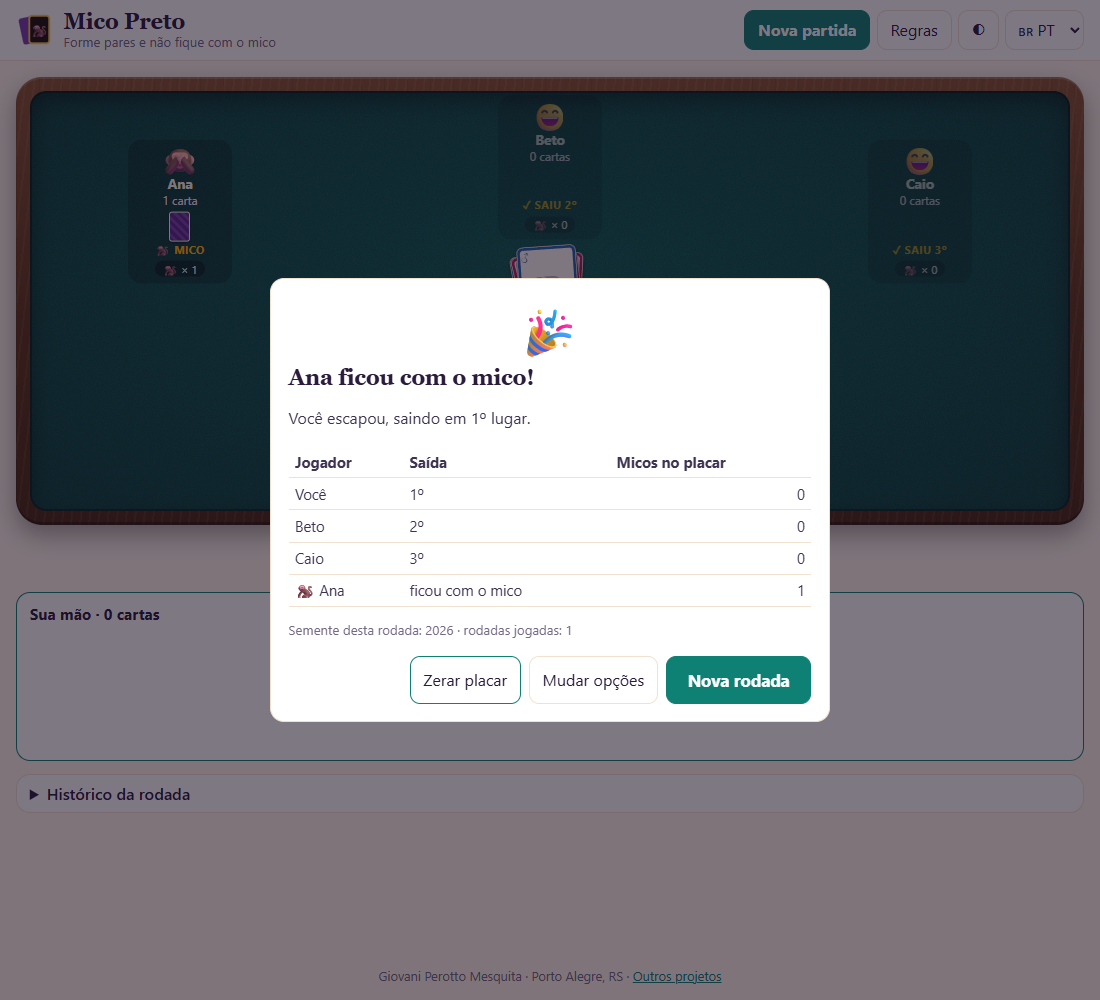 Mico Preto
Forme pares e não fique com o mico
Nova partida
Regras
BR PT
Beto
0 cartas
✓ SAIU 2º
× 0
Ana
1 carta
MICO
× 1
Caio
0 cartas
✓ SAIU 3º
× 0
Ana ficou com o mico!
Você escapou, saindo em 1º lugar.
Jogador Saída Micos no placar
Você 1º 0
Beto 2º 0
Caio 3º 0
Ana ficou com o mico 1
Semente desta rodada: 2026 · rodadas jogadas: 1
Zerar placar
Mudar opções
Nova rodada
Sua mão · 0 cartas
Histórico da rodada
Giovani Perotto Mesquita · Porto Alegre, RS · Outros projetos